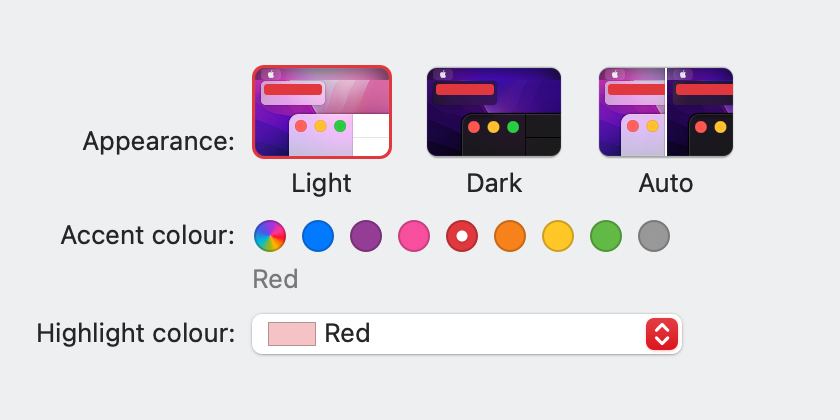 Appearance:
Light Dark Auto
Accent colour:
Red
Highlight colour: Red